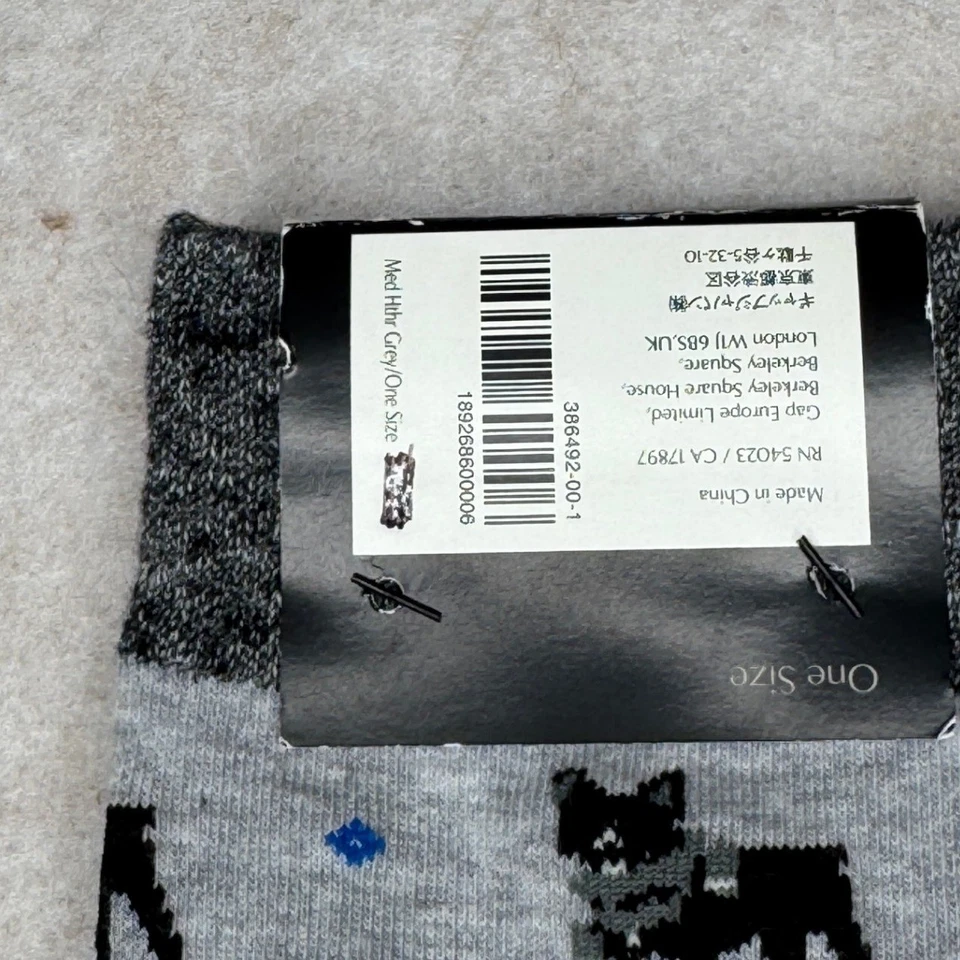 One Size
Made in China
RN 54023 / CA 17897
Gap Europe Limited,
Berkeley Square House,
Berkeley Square,
London W1J 6BS,UK
ギャップジャパン㈱
東京都渋谷区
千駄ヶ谷5-32-10
386492-00-1
189268600006
Med Hthr Grey/One Size